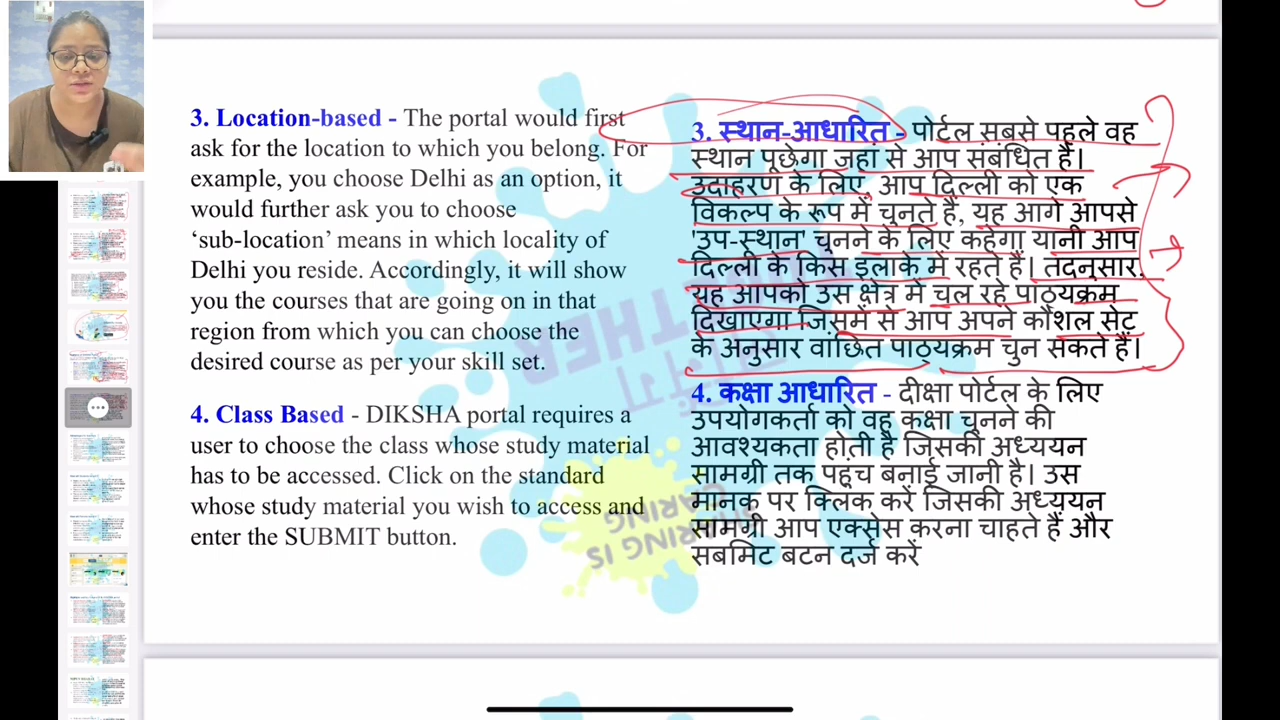 3. Location-based - The portal would first
ask for the location to which you belong. For
example, you choose Delhi as an option, it
would further ask you to choose
‘sub-location’ means in which locality of
Delhi you reside. Accordingly, it will show
you the courses that are going on in that
region from which you can choose the
desired course as per your skill set.
4. Class Based - DIKSHA portal requires a
user to choose the class whose study material
has to be accessed. Click on the standard
whose study material you wish to access and
enter the SUBMIT button.
3. स्थान-आधारित - पोर्टल सबसे पहले वह
स्थान पूछेगा जहां से आप संबंधित हैं।
उदाहरण के लिए, आप दिल्ली को एक
विकल्प के रूप में चुनते हैं, यह आगे आपसे
'उप-स्थान' चुनने के लिए कहेगा यानी आप
दिल्ली के किस इलाके में रहते हैं। तदनुसार,
यह आपको उस क्षेत्र में चल रहे पाठ्यक्रम
दिखाएगा जिसमें से आप अपने कौशल सेट
के अनुसार वांछित पाठ्यक्रम चुन सकते हैं।
4. कक्षा आधारित - दीक्षा पोर्टल के लिए
उपयोगकर्ता को वह कक्षा चुनने की
आवश्यकता होती है जिसकी अध्ययन
सामग्री तक पहुंच बनाई जानी है। उस
मानक पर क्लिक करें जिसकी अध्ययन
सामग्री आप एक्सेस करना चाहते हैं और
सबमिट बटन दर्ज करें